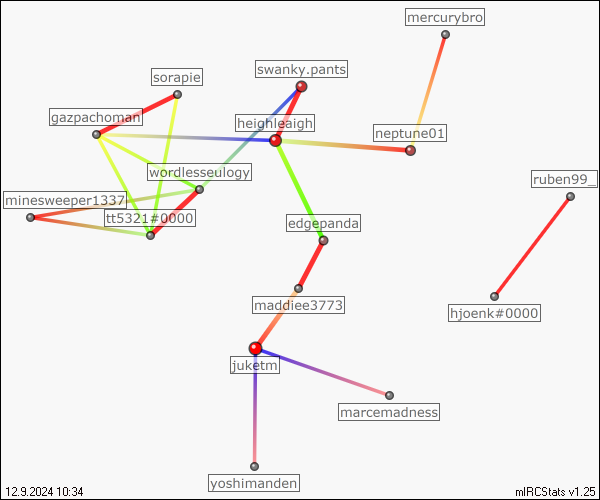 mercurybro
swanky.pants
sorapie
gazpachoman
heighleaigh
neptune01
wordlesseulogy
ruben99_
minesweeper1337
tt5321#0000
edgepanda
maddiee3773
hjoenk#0000
juketm
marcemadness
yoshimanden
12.9.2024 10:34
mIRCStats v1.25